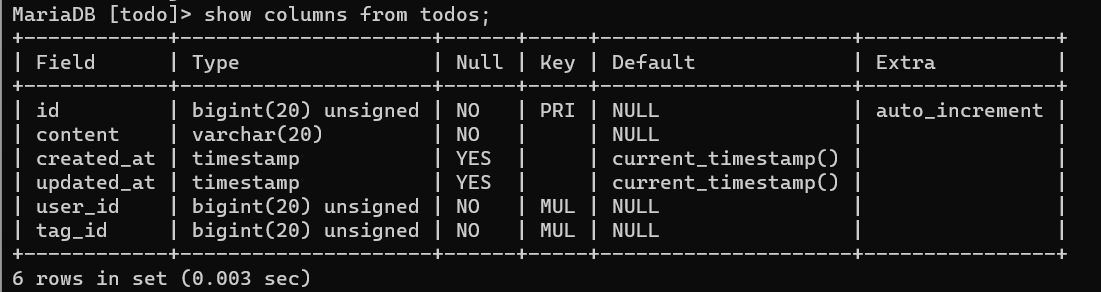 MariaDB [todo]> show columns from todos;
+------------+---------------------+------+-----+---------------------+----------------+
| Field      | Type                | Null | Key | Default             | Extra          |
+------------+---------------------+------+-----+---------------------+----------------+
| id         | bigint(20) unsigned | NO   | PRI | NULL                | auto_increment |
| content    | varchar(20)         | NO   |     | NULL                |                |
| created_at | timestamp           | YES  |     | current_timestamp() |                |
| updated_at | timestamp           | YES  |     | current_timestamp() |                |
| user_id    | bigint(20) unsigned | NO   | MUL | NULL                |                |
| tag_id     | bigint(20) unsigned | NO   | MUL | NULL                |                |
+------------+---------------------+------+-----+---------------------+----------------+
6 rows in set (0.003 sec)